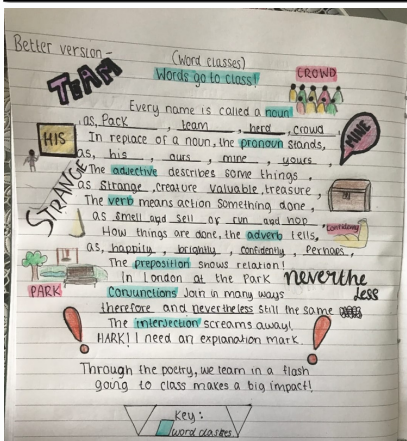 Better version -
(Word classes)
Words go to class!
TEAM
CROWD
Every name is called a noun
as, Pack, team, herd, crowd
HIS
MINE
In replace of a noun, the pronoun stands,
as, his, ours, mine, yours,
The adjective describes some things,
as Strange, creature valuable, treasure,
STRANGE
The verb means action something done,
as smell and sell or run and hop
How things are done, the adverb tells,
Confidently
as, happily, brightly, confidently, Perhaps,
The preposition shows relation!
In London at the Park
nevertheless
PARK
Conjunctions Join in many ways
therefore and nevertheless still the same
The interjection screams away!
HARK! I need an explanation mark.
Through the poetry, we learn in a flash
going to class makes a big impact!
Key:
word classes